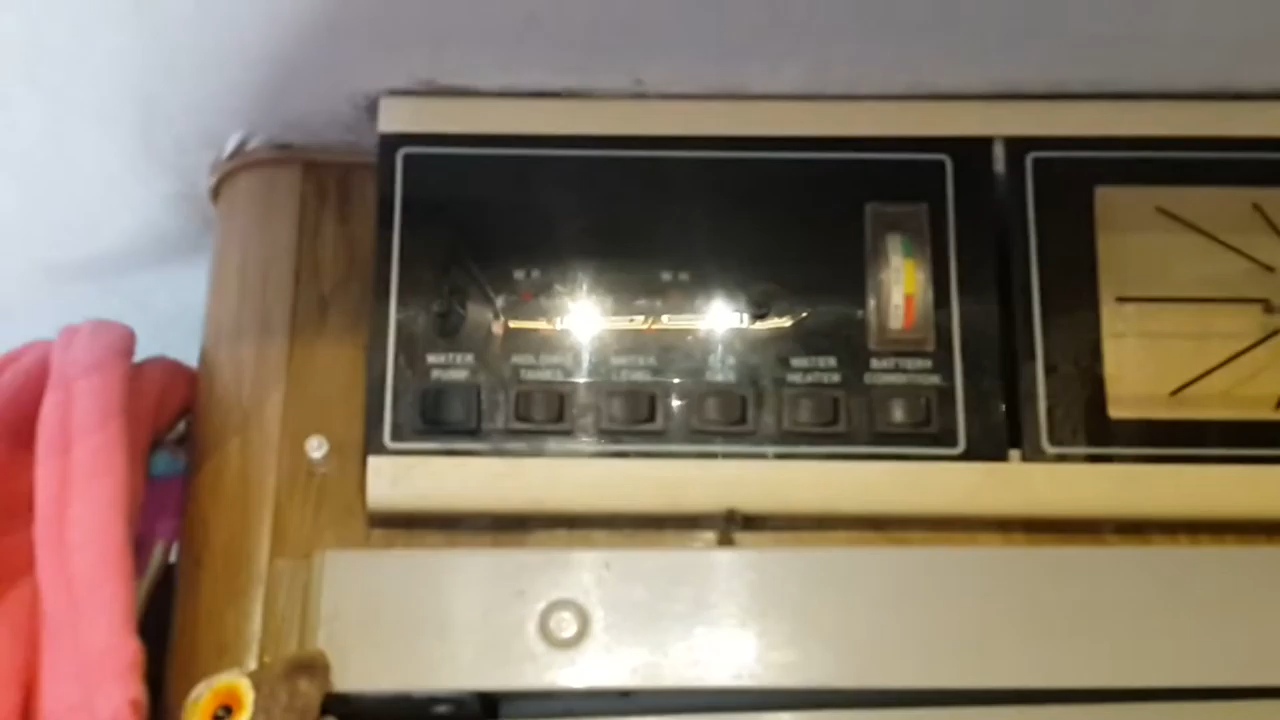 WATER
PUMP
HOLDING
TANKS
WATER
LEVEL
WATER
HEATER
BATTERY
CONDITION